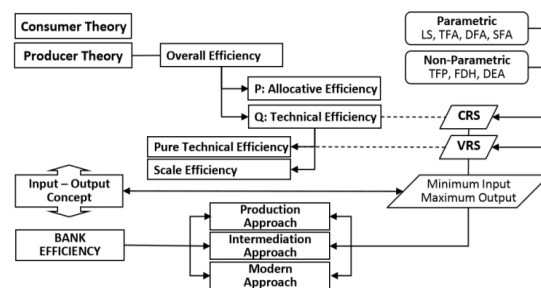 Consumer Theory
Producer Theory
Overall Efficiency
Parametric
LS, TFA, DFA, SFA
Non-Parametric
TFP, FDH, DEA
P: Allocative Efficiency
Q: Technical Efficiency
CRS
Pure Technical Efficiency
VRS
Scale Efficiency
Input – Output
Concept
Minimum Input
Maximum Output
Production
Approach
BANK
EFFICIENCY
Intermediation
Approach
Modern
Approach